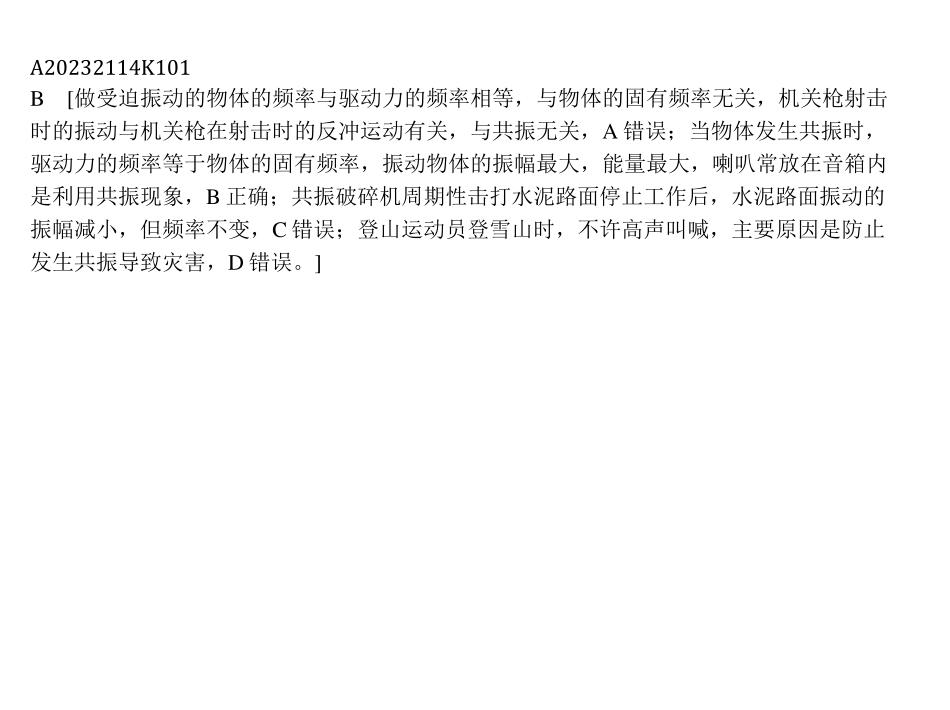 A20232114K101
B [做受迫振动的物体的频率与驱动力的频率相等，与物体的固有频率无关，机关枪射击
时的振动与机关枪在射击时的反冲运动有关，与共振无关，A 错误；当物体发生共振时，
驱动力的频率等于物体的固有频率，振动物体的振幅最大，能量最大，喇叭常放在音箱内
是利用共振现象，B 正确；共振破碎机周期性击打水泥路面停止工作后，水泥路面振动的
振幅减小，但频率不变，C 错误；登山运动员登雪山时，不许高声叫喊，主要原因是防止
发生共振导致灾害，D 错误。]